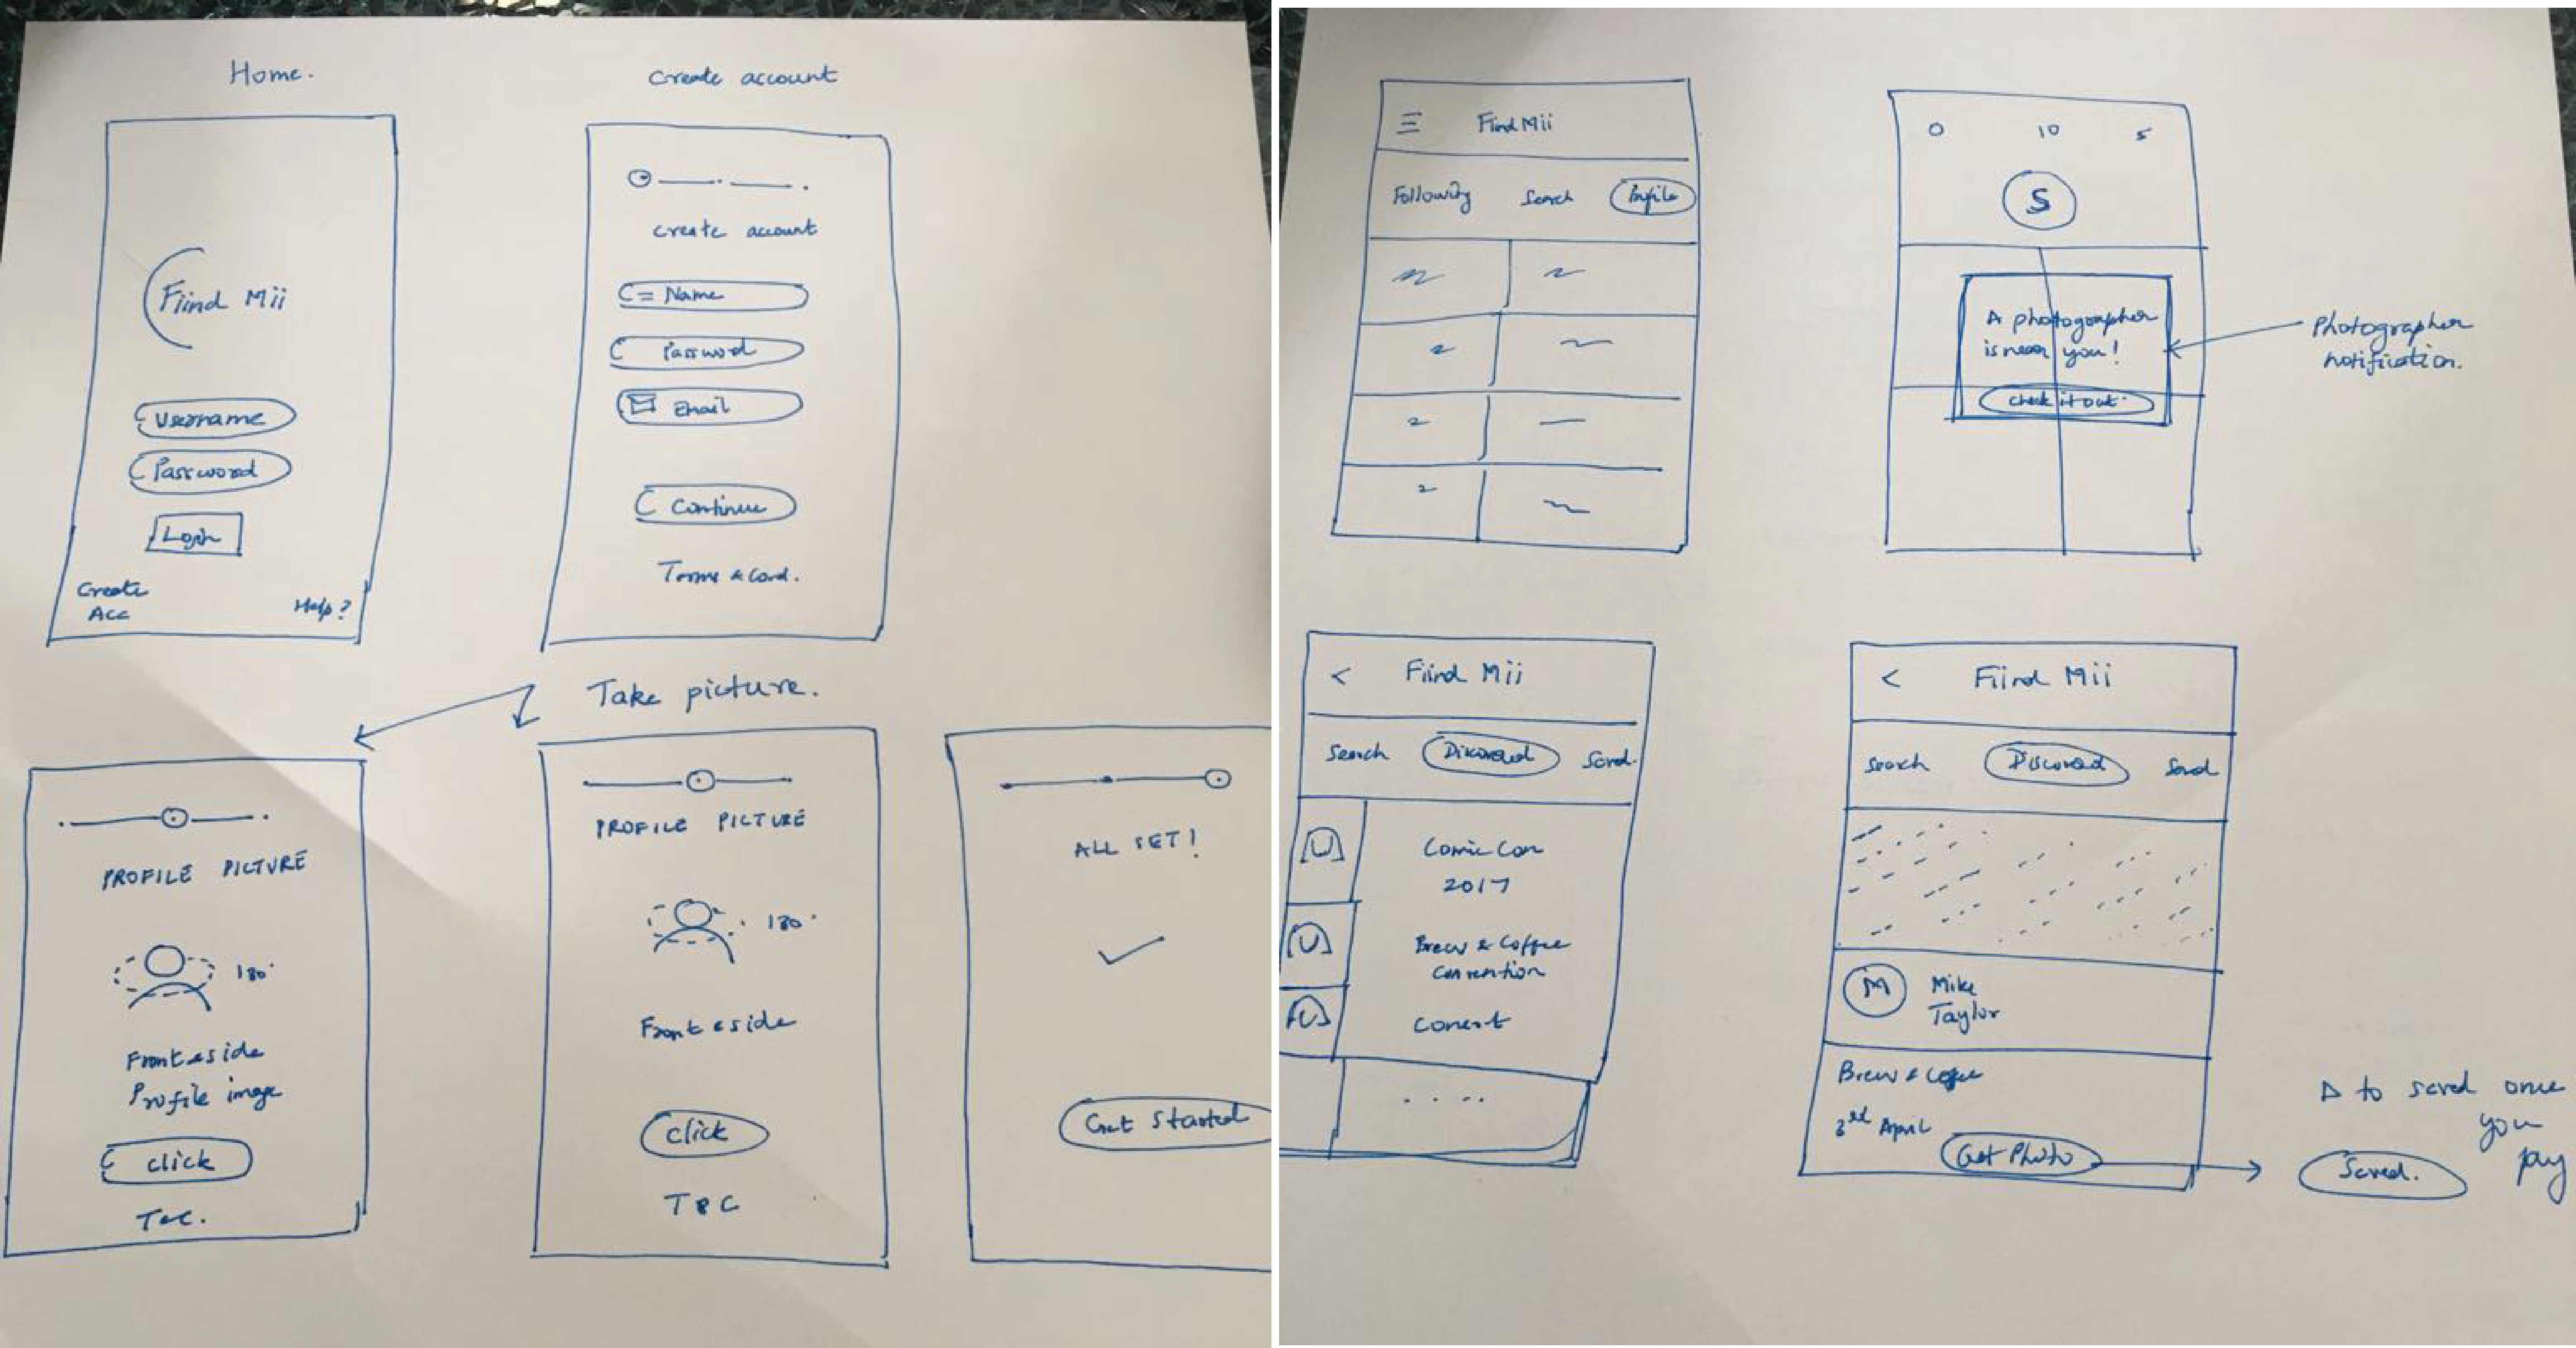 Home.
Create account
Fiind Mii
Username
Password
Login
Create
Acc
Help?
Create account
Name
Password
Email
Continue
Terms & Cond.
Take picture.
PROFILE PICTURE
180°
Front & side
Profile image
click
T&C.
PROFILE PICTURE
180°
Front & side
click
T&C
ALL SET!
Get Started
Fiind Mii
Following Search Profile
0 10 5
S
A photographer
is near you!
check it out.
Photographer
notification.
< Fiind Mii
Search Discovered Saved.
Comic Con
2017
Brew & Coffee
Convention
Concert
. . . .
< Fiind Mii
Search Discovered Saved
M
Mike
Taylor
Brew & Coffee
3rd April
Get Photo
to saved once
you
pay
Saved.